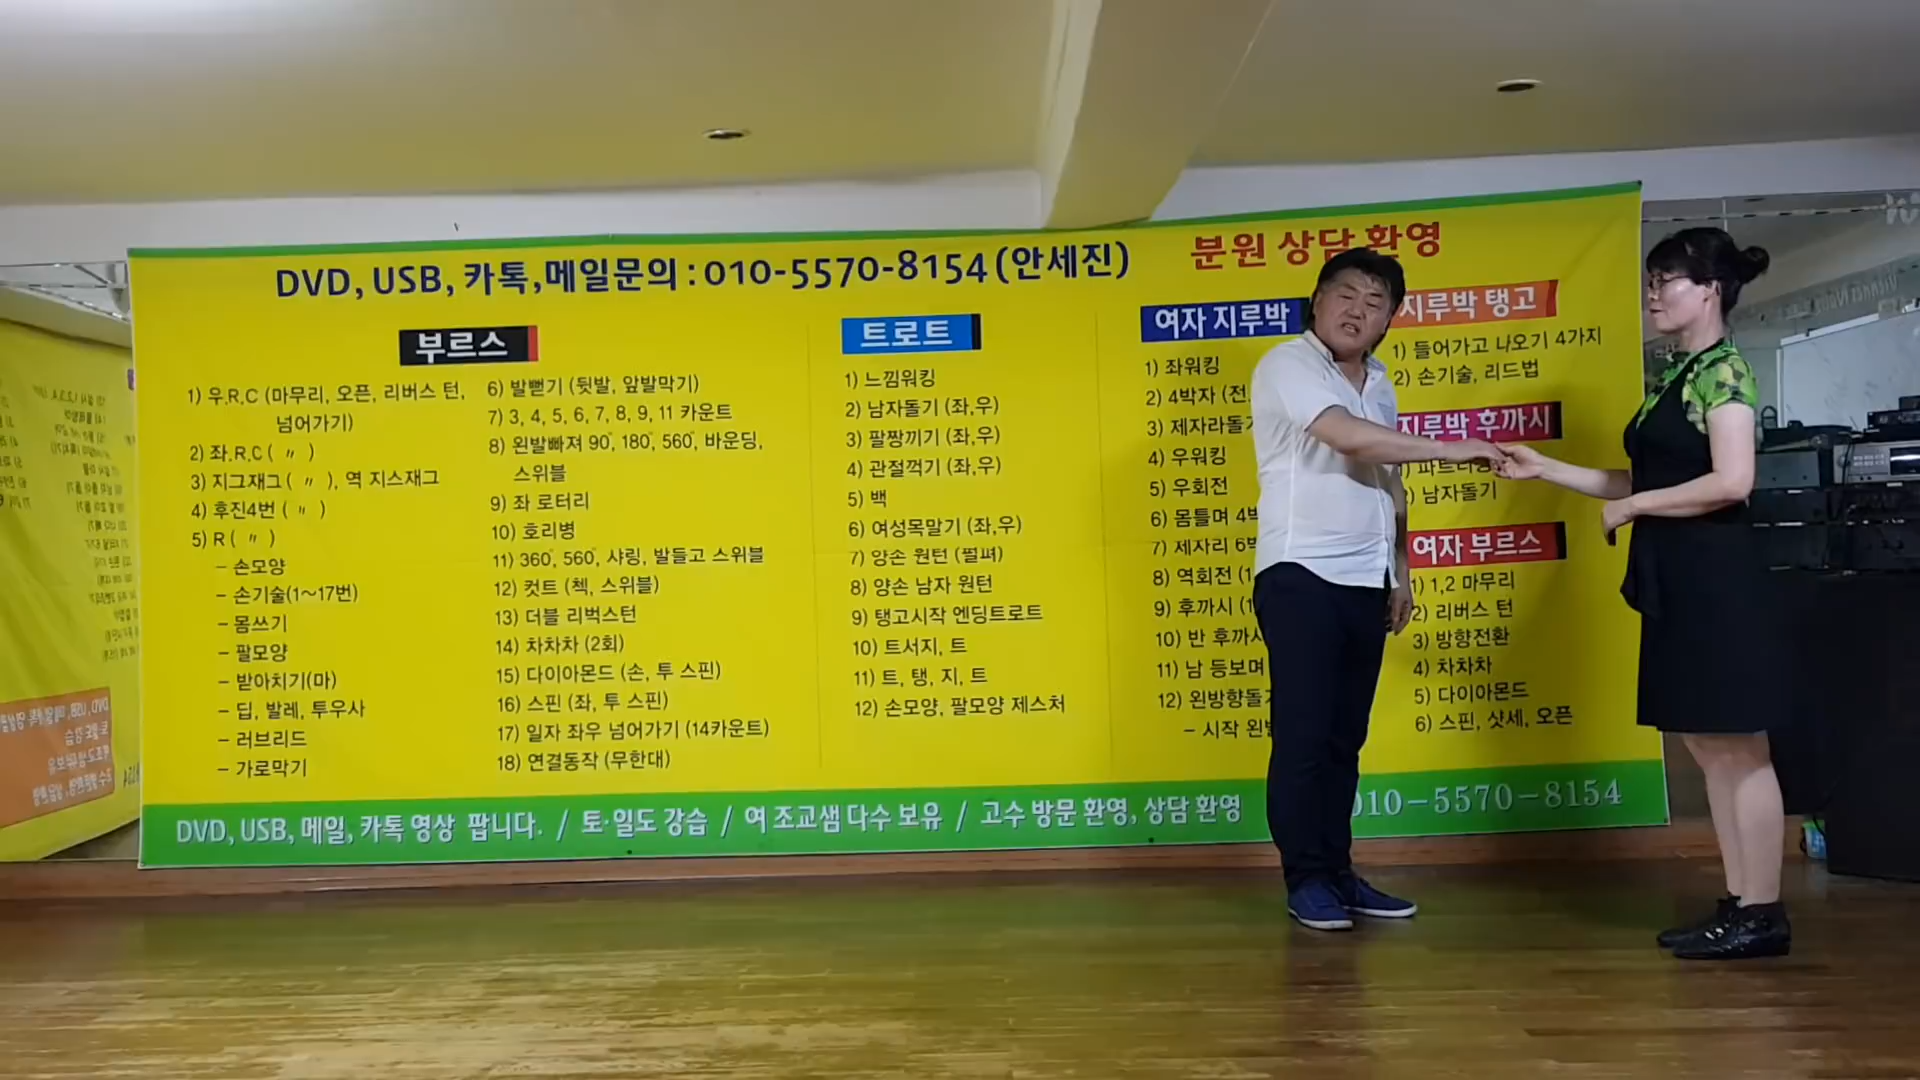 DVD, USB, 카톡,메일문의 : 010-5570-8154 (안세진)
분원 상담 환영
부르스
1) 우.R.C (마무리, 오픈, 리버스 턴,
넘어가기)
2) 좌.R.C ( 〃 )
3) 지그재그 ( 〃 ), 역 지스재그
4) 후진4번 ( 〃 )
5) R ( 〃 )
– 손모양
– 손기술(1~17번)
– 몸쓰기
– 팔모양
– 받아치기(마)
– 딥, 발레, 투우사
– 러브리드
– 가로막기
6) 발뻗기 (뒷발, 앞발막기)
7) 3, 4, 5, 6, 7, 8, 9, 11 카운트
8) 왼발빠져 90°, 180°, 560°, 바운딩,
스위블
9) 좌 로터리
10) 호리병
11) 360°, 560°, 샤링, 발들고 스위블
12) 컷트 (첵, 스위블)
13) 더블 리벅스턴
14) 차차차 (2회)
15) 다이아몬드 (손, 투 스핀)
16) 스핀 (좌, 투 스핀)
17) 일자 좌우 넘어가기 (14카운트)
18) 연결동작 (무한대)
트로트
1) 느낌워킹
2) 남자돌기 (좌,우)
3) 팔짱끼기 (좌,우)
4) 관절꺽기 (좌,우)
5) 백
6) 여성목말기 (좌,우)
7) 양손 원턴 (펄펴)
8) 양손 남자 원턴
9) 탱고시작 엔딩트로트
10) 트서지, 트
11) 트, 탱, 지, 트
12) 손모양, 팔모양 제스처
여자 지루박
1) 좌워킹
2) 4박자 (전
3) 제자라돌
4) 우워킹
5) 우회전
6) 몸틀며 4
7) 제자리 6
8) 역회전 (1
9) 후까시 (1
10) 반 후까
11) 남 등보며
12) 왼방향돌
– 시작 왼
지루박 탱고
1) 들어가고 나오기 4가지
2) 손기술, 리드법
지루박 후까시
1) 파트
2) 남자돌기
여자 부르스
1) 1,2 마무리
2) 리버스 턴
3) 방향전환
4) 차차차
5) 다이아몬드
6) 스핀, 샷세, 오픈
DVD, USB, 메일, 카톡 영상 팝니다. / 토·일도 강습 / 여 조교샘 다수 보유 / 고수 방문 환영, 상담 환영
010-5570-8154